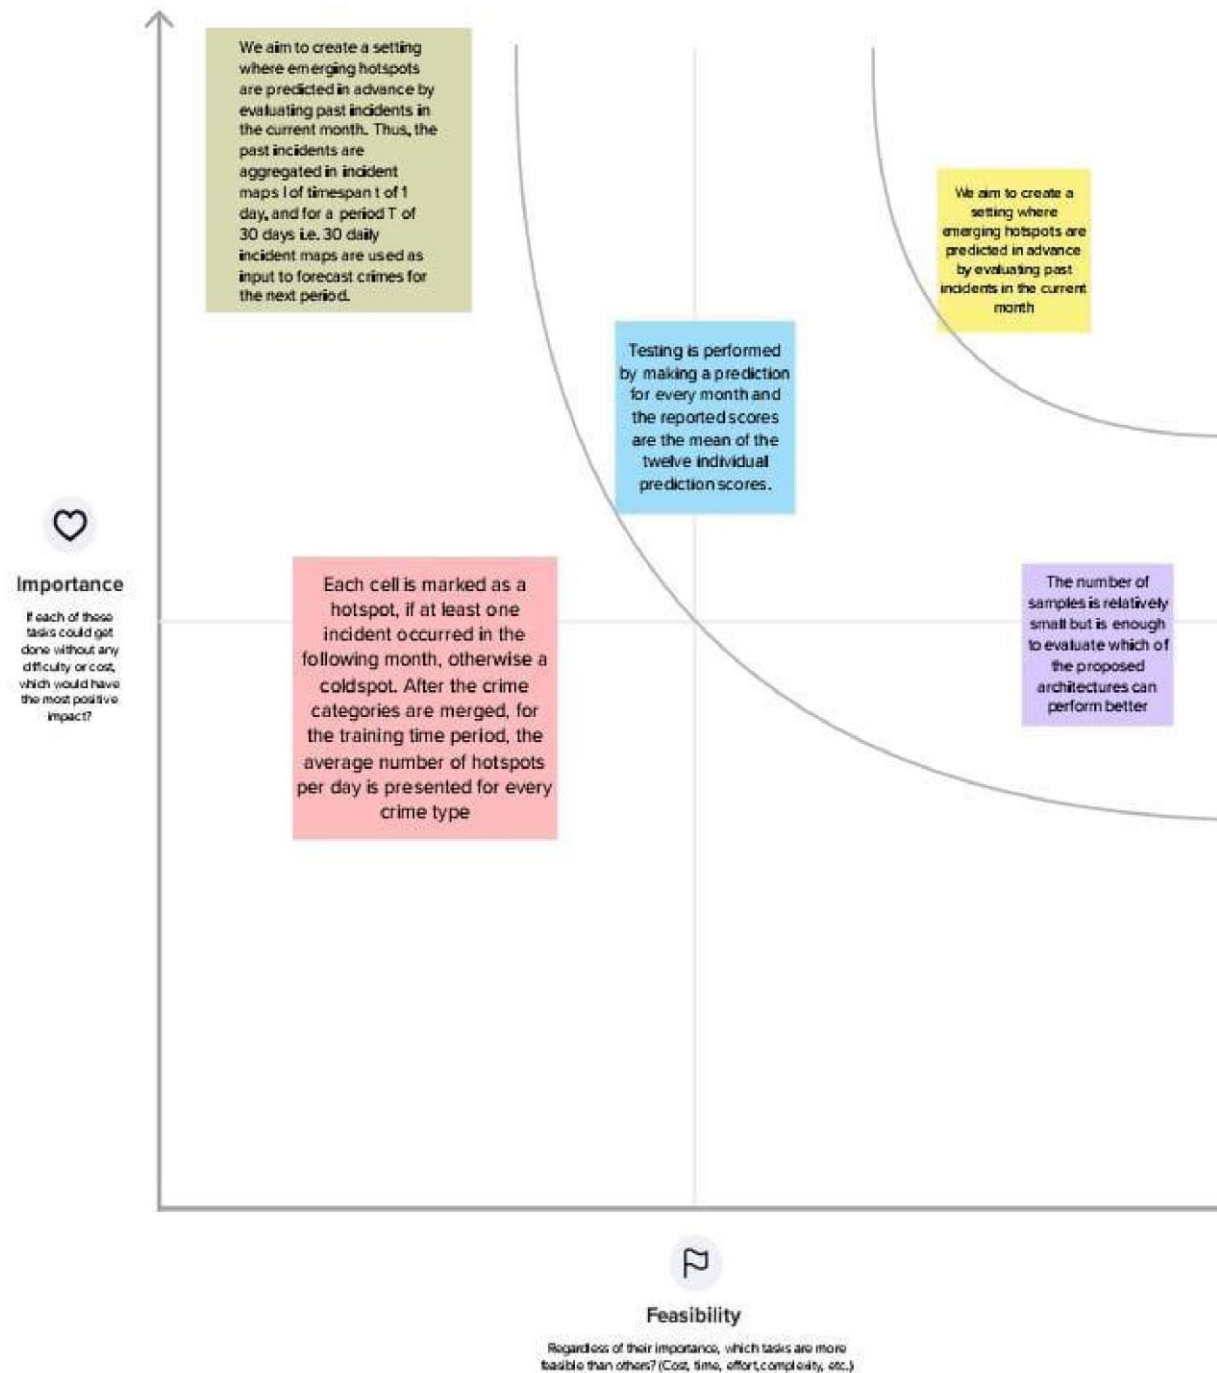 We aim to create a setting
where emerging hotspots
are predicted in advance by
evaluating past incidents in
the current month. Thus, the
past incidents are
aggregated in incident
maps I of timespan t of 1
day, and for a period T of
30 days i.e. 30 daily
incident maps are used as
input to forecast crimes for
the next period.
We aim to create a
setting where
emerging hotspots are
predicted in advance
by evaluating past
incidents in the current
month
Testing is performed
by making a prediction
for every month and
the reported scores
are the mean of the
twelve individual
prediction scores.
Importance
If each of these
tasks could get
done without any
difficulty or cost,
which would have
the most positive
impact?
Each cell is marked as a
hotspot, if at least one
incident occurred in the
following month, otherwise a
coldspot. After the crime
categories are merged, for
the training time period, the
average number of hotspots
per day is presented for every
crime type
The number of
samples is relatively
small but is enough
to evaluate which of
the proposed
architectures can
perform better
Feasibility
Regardless of their importance, which tasks are more
feasible than others? (Cost, time, effort, complexity, etc.)